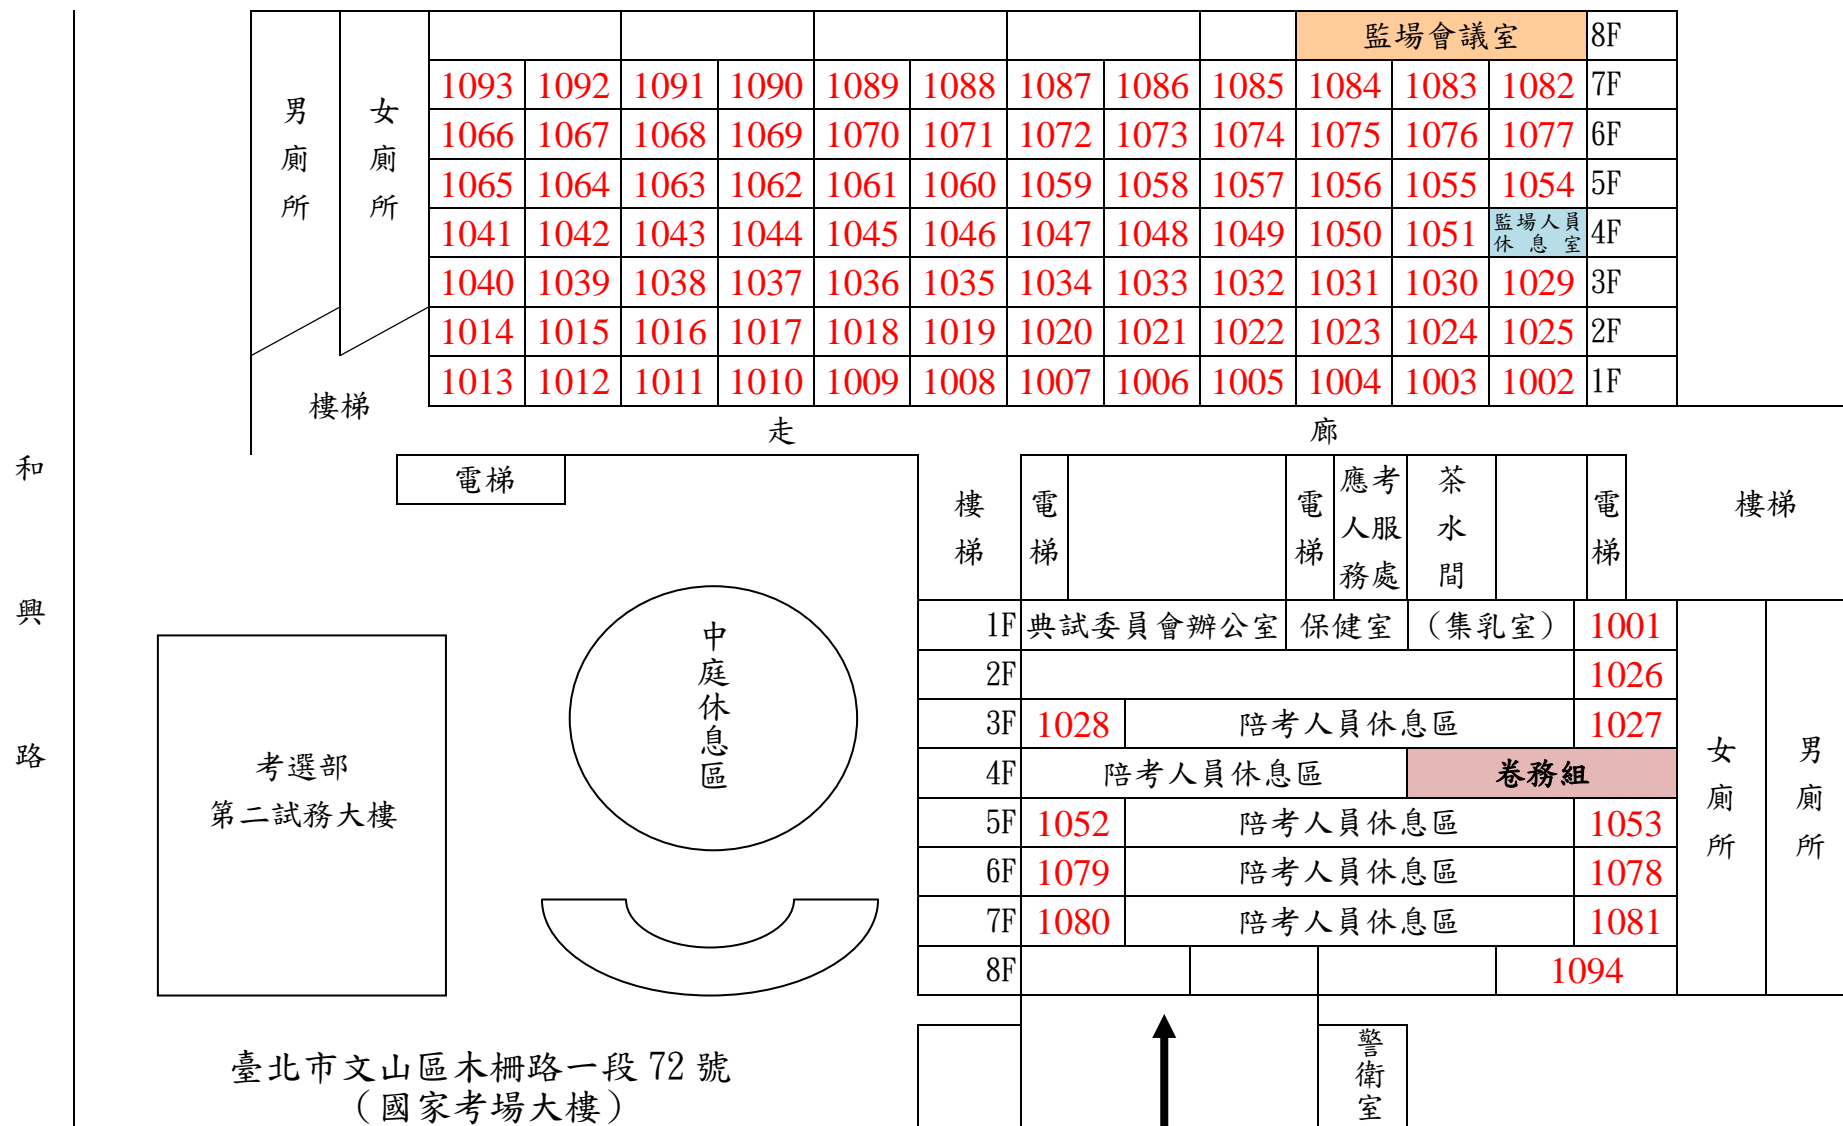 監場會議室 8F
1093 1092 1091 1090 1089 1088 1087 1086 1085 1084 1083 1082 7F
1066 1067 1068 1069 1070 1071 1072 1073 1074 1075 1076 1077 6F
1065 1064 1063 1062 1061 1060 1059 1058 1057 1056 1055 1054 5F
1041 1042 1043 1044 1045 1046 1047 1048 1049 1050 1051 監場人員休息室 4F
1040 1039 1038 1037 1036 1035 1034 1033 1032 1031 1030 1029 3F
1014 1015 1016 1017 1018 1019 1020 1021 1022 1023 1024 1025 2F
1013 1012 1011 1010 1009 1008 1007 1006 1005 1004 1003 1002 1F
男廁所
女廁所
樓梯
走廊
和興路
電梯
樓梯
電梯
電梯
應考人服務處
茶水間
電梯
樓梯
1F 典試委員會辦公室 保健室 （集乳室） 1001
2F 1026
3F 1028 陪考人員休息區 1027
4F 陪考人員休息區 卷務組
5F 1052 陪考人員休息區 1053
6F 1079 陪考人員休息區 1078
7F 1080 陪考人員休息區 1081
8F 1094
女廁所
男廁所
中庭休息區
考選部
第二試務大樓
警衛室
臺北市文山區木柵路一段 72 號
（國家考場大樓）